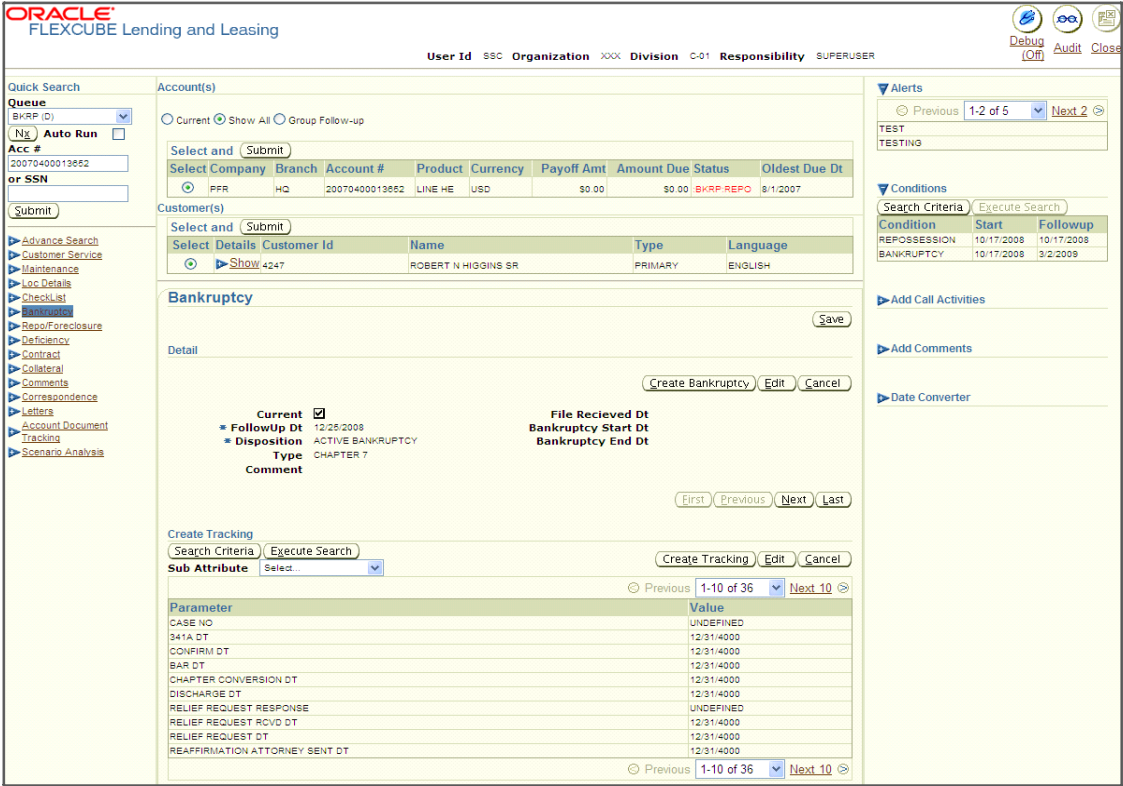 ORACLE®
FLEXCUBE Lending and Leasing
User Id SSC Organization XXX Division C-01 Responsibility SUPERUSER
Debug (Off) Audit Close
Quick Search
Queue
BKRP (D)
Nx Auto Run
Acc #
20070400013652
or SSN
Submit
Advance Search
Customer Service
Maintenance
Loc Details
CheckList
Bankruptcy
Repo/Foreclosure
Deficiency
Contract
Collateral
Comments
Correspondence
Letters
Account Document
Tracking
Scenario Analysis
Account(s)
Current Show All Group Follow-up
Select and Submit
Select Company Branch Account # Product Currency Payoff Amt Amount Due Status Oldest Due Dt
PFR HQ 20070400013652 LINE HE USD $0.00 $0.00 BKRP:REPO 8/1/2007
Customer(s)
Select and Submit
Select Details Customer Id Name Type Language
Show 4247 ROBERT N HIGGINS SR PRIMARY ENGLISH
Bankruptcy
Save
Detail
Create Bankruptcy Edit Cancel
Current File Recieved Dt
* FollowUp Dt 12/25/2008 Bankruptcy Start Dt
* Disposition ACTIVE BANKRUPTCY Bankruptcy End Dt
Type CHAPTER 7
Comment
First Previous Next Last
Create Tracking
Search Criteria Execute Search
Create Tracking Edit Cancel
Sub Attribute Select...
Previous 1-10 of 36 Next 10
Parameter Value
CASE NO UNDEFINED
341A DT 12/31/4000
CONFIRM DT 12/31/4000
BAR DT 12/31/4000
CHAPTER CONVERSION DT 12/31/4000
DISCHARGE DT 12/31/4000
RELIEF REQUEST RESPONSE UNDEFINED
RELIEF REQUEST RCVD DT 12/31/4000
RELIEF REQUEST DT 12/31/4000
REAFFIRMATION ATTORNEY SENT DT 12/31/4000
Previous 1-10 of 36 Next 10
Alerts
Previous 1-2 of 5 Next 2
TEST
TESTING
Conditions
Search Criteria Execute Search
Condition Start Followup
REPOSSESSION 10/17/2008 10/17/2008
BANKRUPTCY 10/17/2008 3/2/2009
Add Call Activities
Add Comments
Date Converter